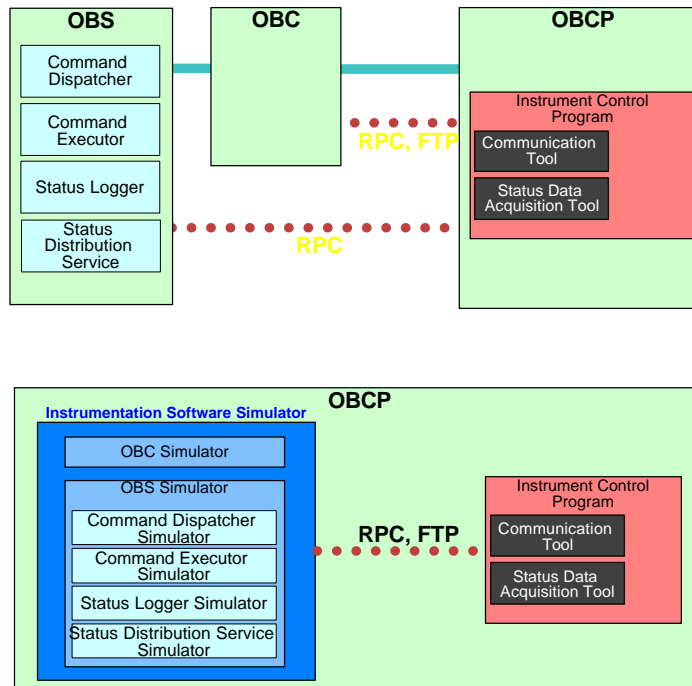 OBS
Command
Dispatcher
Command
Executor
Status Logger
Status
Distribution
Service
OBC
OBCP
Instrument Control
Program
Communication
Tool
Status Data
Acquisition Tool
RPC, FTP
RPC
OBCP
Instrumentation Software Simulator
OBC Simulator
OBS Simulator
Command Dispatcher
Simulator
Command Executor
Simulator
Status Logger Simulator
Status Distribution Service
Simulator
RPC, FTP
Instrument Control
Program
Communication
Tool
Status Data
Acquisition Tool